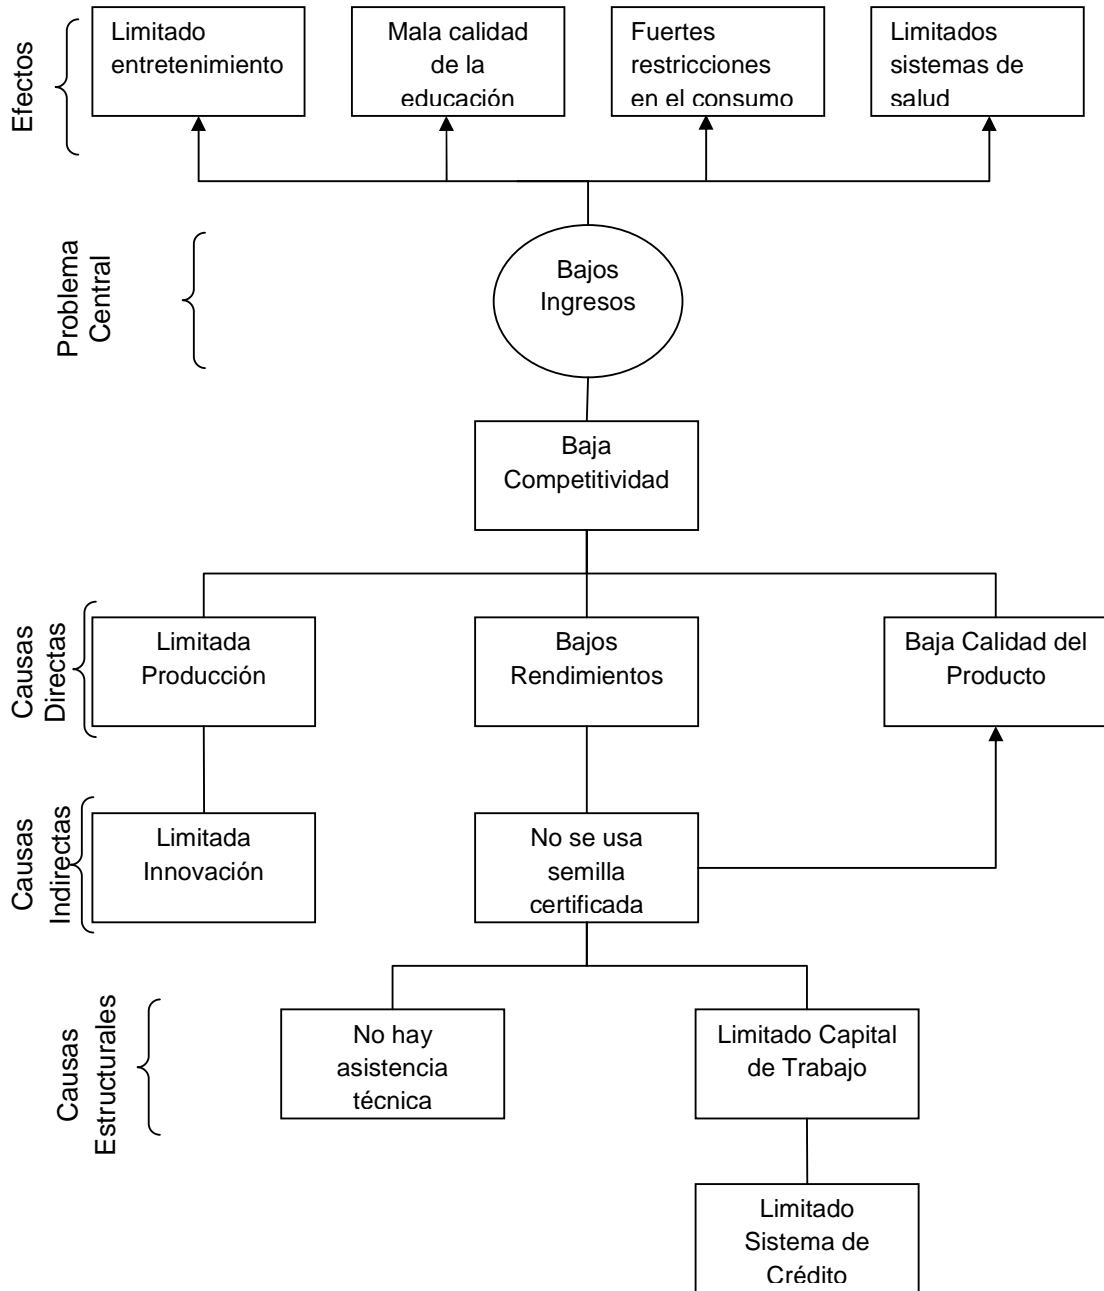 Efectos
Limitado
entretenimiento
Mala calidad
de la
educación
Fuertes
restricciones
en el consumo
Limitados
sistemas de
salud
Problema
Central
Bajos
Ingresos
Baja
Competitividad
Causas
Directas
Limitada
Producción
Bajos
Rendimientos
Baja Calidad del
Producto
Causas
Indirectas
Limitada
Innovación
No se usa
semilla
certificada
Causas
Estructurales
No hay
asistencia
técnica
Limitado Capital
de Trabajo
Limitado
Sistema de
Crédito